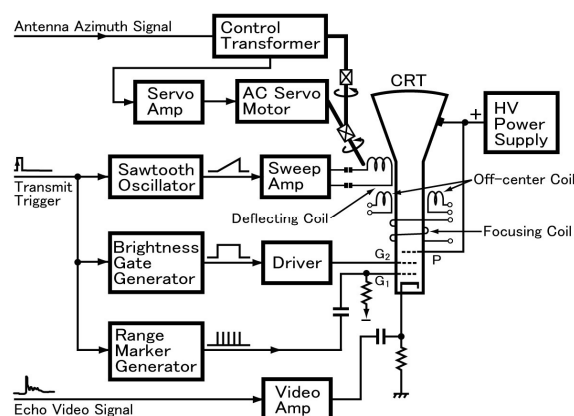 Antenna Azimuth Signal
Control
Transformer
CRT
Servo
Amp
AC Servo
Motor
+
HV
Power
Supply
Transmit
Trigger
Sawtooth
Oscillator
Sweep
Amp
Off-center Coil
Deflecting Coil
Focusing Coil
Brightness
Gate
Generator
Driver
G2
P
G1
Range
Marker
Generator
Echo Video Signal
Video
Amp